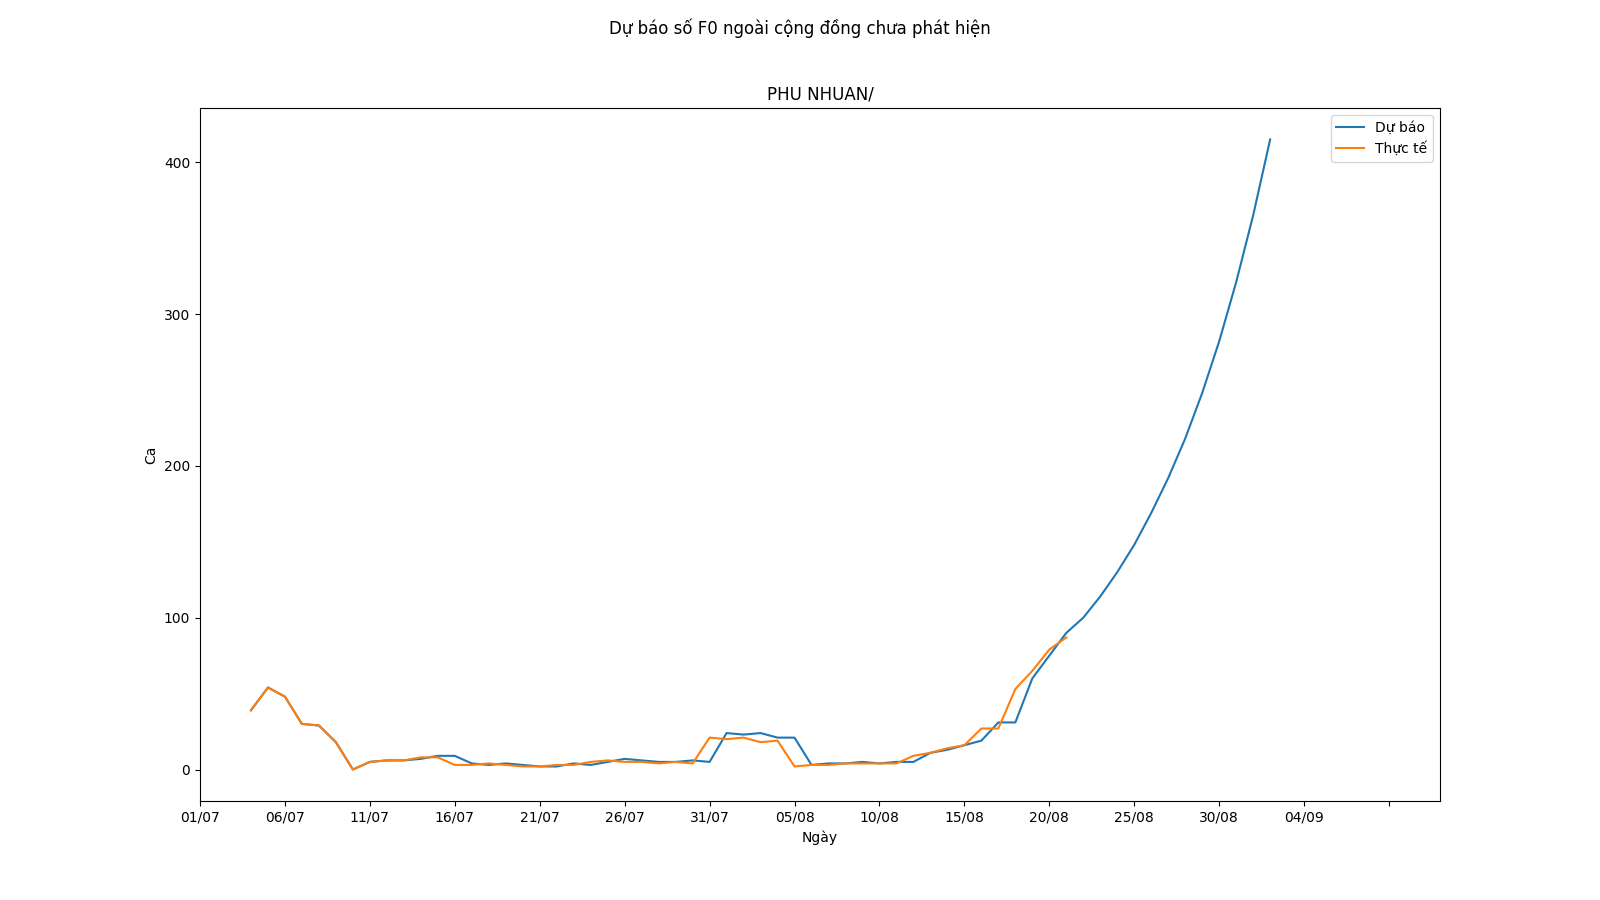 Dự báo số F0 ngoài cộng đồng chưa phát hiện
PHU NHUAN/
Dự báo
Thực tế
400
300
200
100
0
Ca
01/07 06/07 11/07 16/07 21/07 26/07 31/07 05/08 10/08 15/08 20/08 25/08 30/08 04/09
Ngày